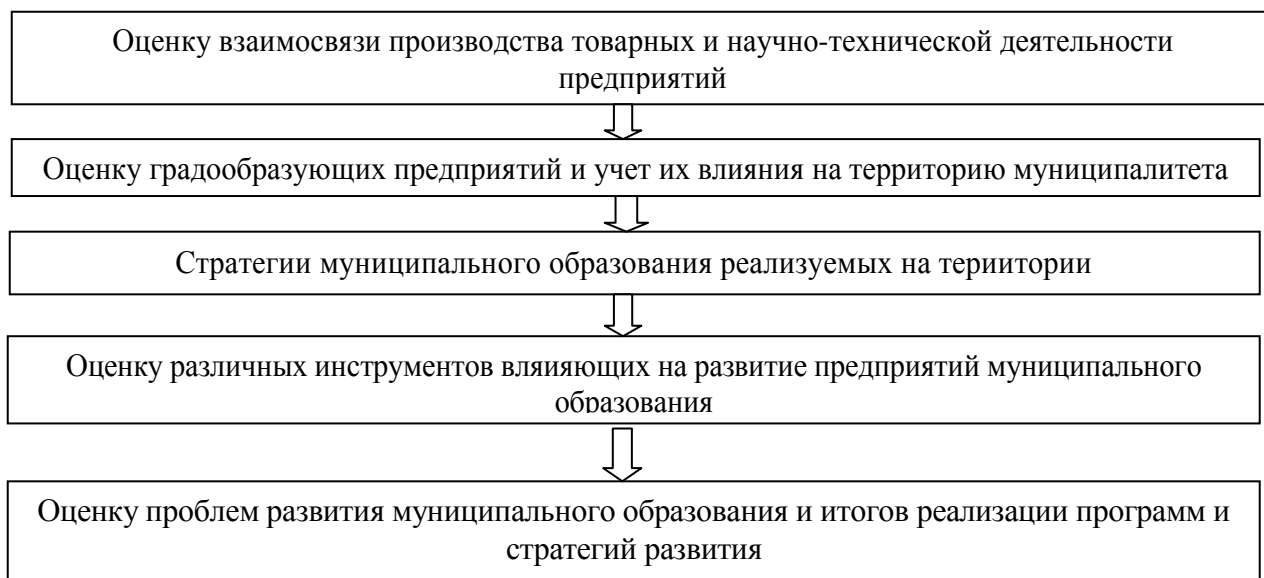 Оценку взаимосвязи производства товарных и научно-технической деятельности
предприятий
Оценку градообразующих предприятий и учет их влияния на территорию муниципалитета
Стратегии муниципального образования реализуемых на териитории
Оценку различных инструментов влияияющих на развитие предприятий муниципального
образования
Оценку проблем развития муниципального образования и итогов реализации программ и
стратегий развития